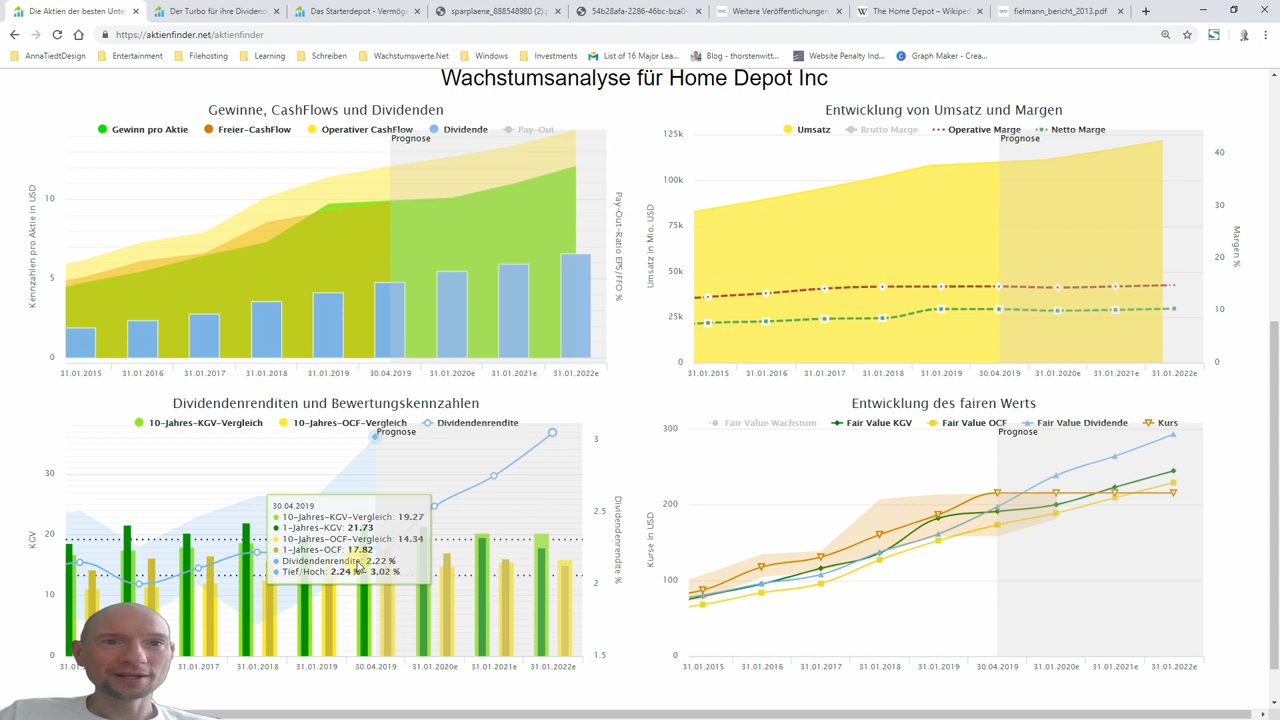 Die Aktien der besten Unter
Der Turbo für ihre Dividend
Das Starterdepot - Vermög
sparplaene_888548980 (2).p
54b28afa-2286-46bc-bca0-
Weitere Veröffentlichungen
The Home Depot – Wikiped
fielmann_bericht_2013.pdf
https://aktienfinder.net/aktienfinder
AnnaTiedtDesign Entertainment Filehosting Learning Schreiben Wachstumswerte.Net Windows Investments List of 16 Major Lea... Blog - thorstenwitt... Website Penalty Ind... Graph Maker - Crea...
Wachstumsanalyse für Home Depot Inc
Gewinne, CashFlows und Dividenden
Gewinn pro Aktie Freier-CashFlow Operativer CashFlow Dividende Pay-Out
Prognose
Kennzahlen pro Aktie in USD
10
5
0
Pay-Out-Ratio EPS/FFO %
31.01.2015 31.01.2016 31.01.2017 31.01.2018 31.01.2019 30.04.2019 31.01.2020e 31.01.2021e 31.01.2022e
Entwicklung von Umsatz und Margen
Umsatz Brutto Marge Operative Marge Netto Marge
Prognose
Umsatz in Mio. USD
125k
100k
75k
50k
25k
0
40
30
20
10
0
Margen %
31.01.2015 31.01.2016 31.01.2017 31.01.2018 31.01.2019 30.04.2019 31.01.2020e 31.01.2021e 31.01.2022e
Dividendenrenditen und Bewertungskennzahlen
10-Jahres-KGV-Vergleich 10-Jahres-OCF-Vergleich Dividendenrendite
Prognose
KGV
30
20
10
0
3
2.5
2
1.5
Dividendenrendite %
30.04.2019
10-Jahres-KGV-Vergleich: 19.27
1-Jahres-KGV: 21.73
10-Jahres-OCF-Vergleich: 14.34
1-Jahres-OCF: 17.82
Dividendenrendite: 2.22 %
Tief/Hoch: 2.24 % - 3.02 %
31.01.2017 31.01.2018 31.01.2019 30.04.2019 31.01.2020e 31.01.2021e 31.01.2022e
Entwicklung des fairen Werts
Fair Value Wachstum Fair Value KGV Fair Value OCF Fair Value Dividende Kurs
Prognose
Kurse in USD
300
200
100
0
31.01.2015 31.01.2016 31.01.2017 31.01.2018 31.01.2019 30.04.2019 31.01.2020e 31.01.2021e 31.01.2022e